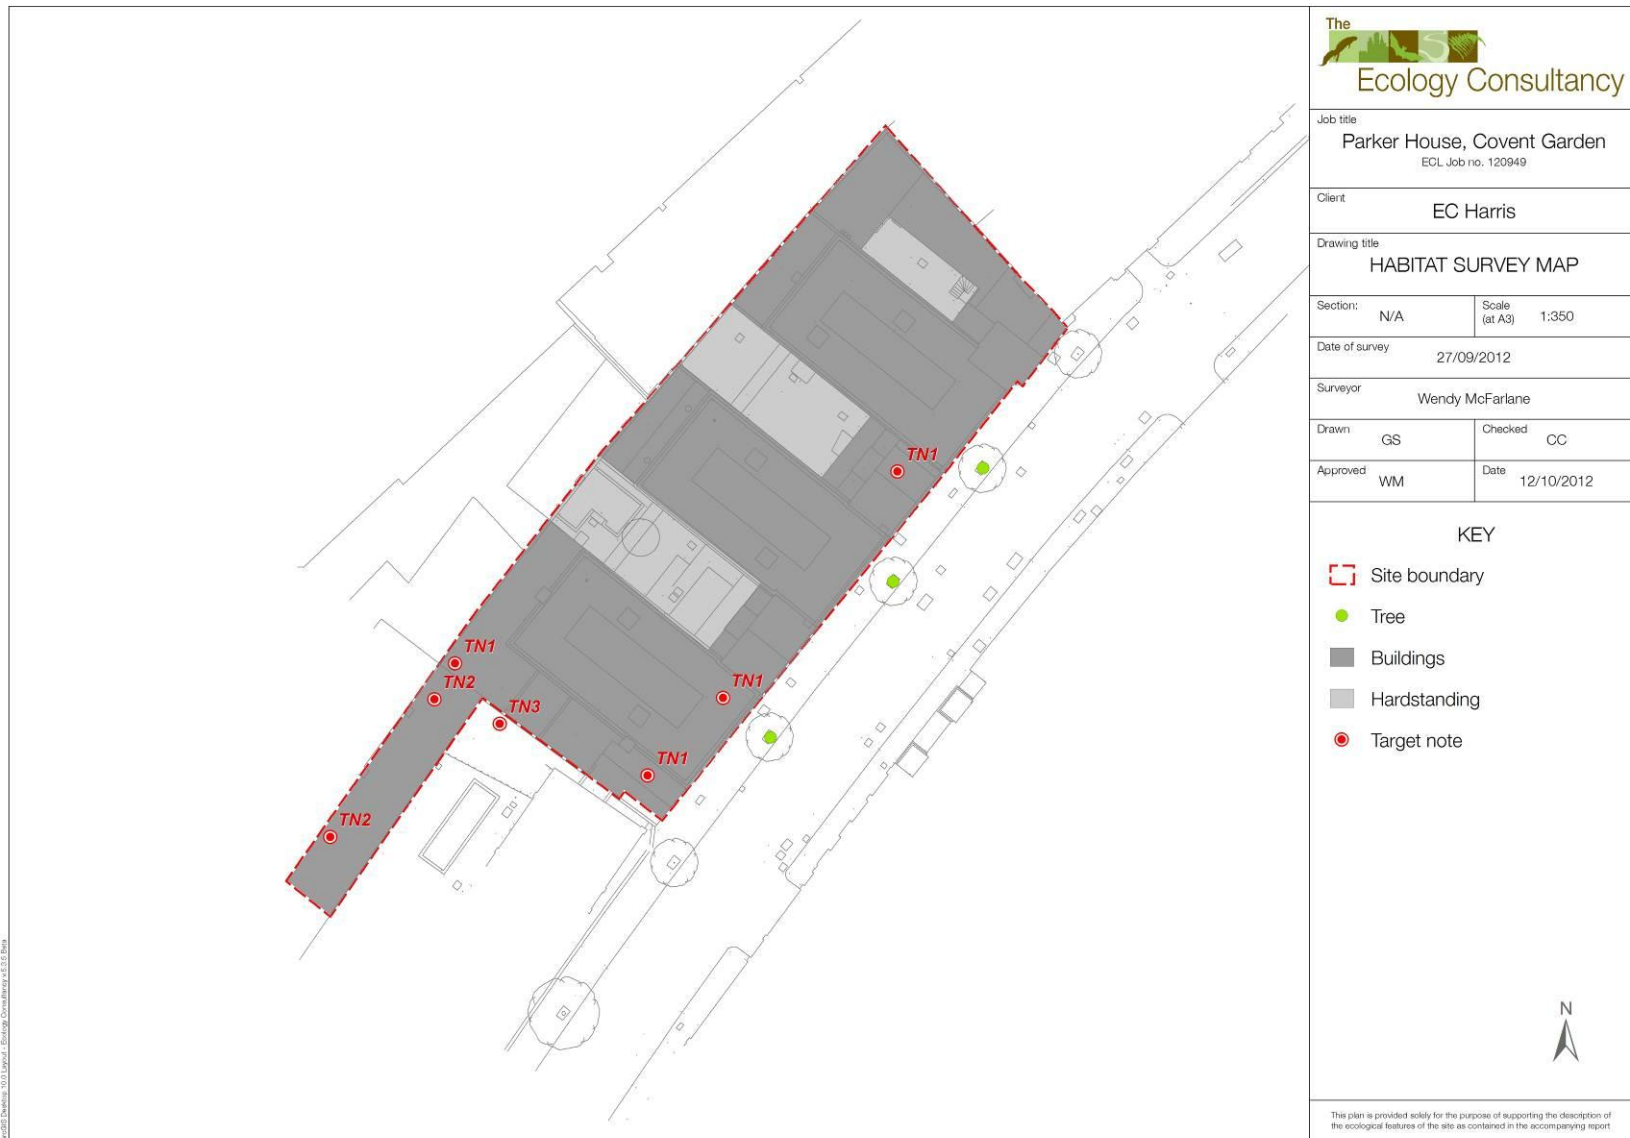 The
Ecology Consultancy
Job title
Parker House, Covent Garden
ECL Job no. 120949
Client
EC Harris
Drawing title
HABITAT SURVEY MAP
Section:
N/A
Scale
(at A3)
1:350
Date of survey
27/09/2012
Surveyor
Wendy McFarlane
Drawn
GS
Checked
CC
Approved
WM
Date
12/10/2012
KEY
Site boundary
Tree
Buildings
Hardstanding
Target note
N
This plan is provided solely for the purpose of supporting the description of
the ecological features of the site as contained in the accompanying report
TN1
TN1
TN2
TN3
TN1
TN1
TN2